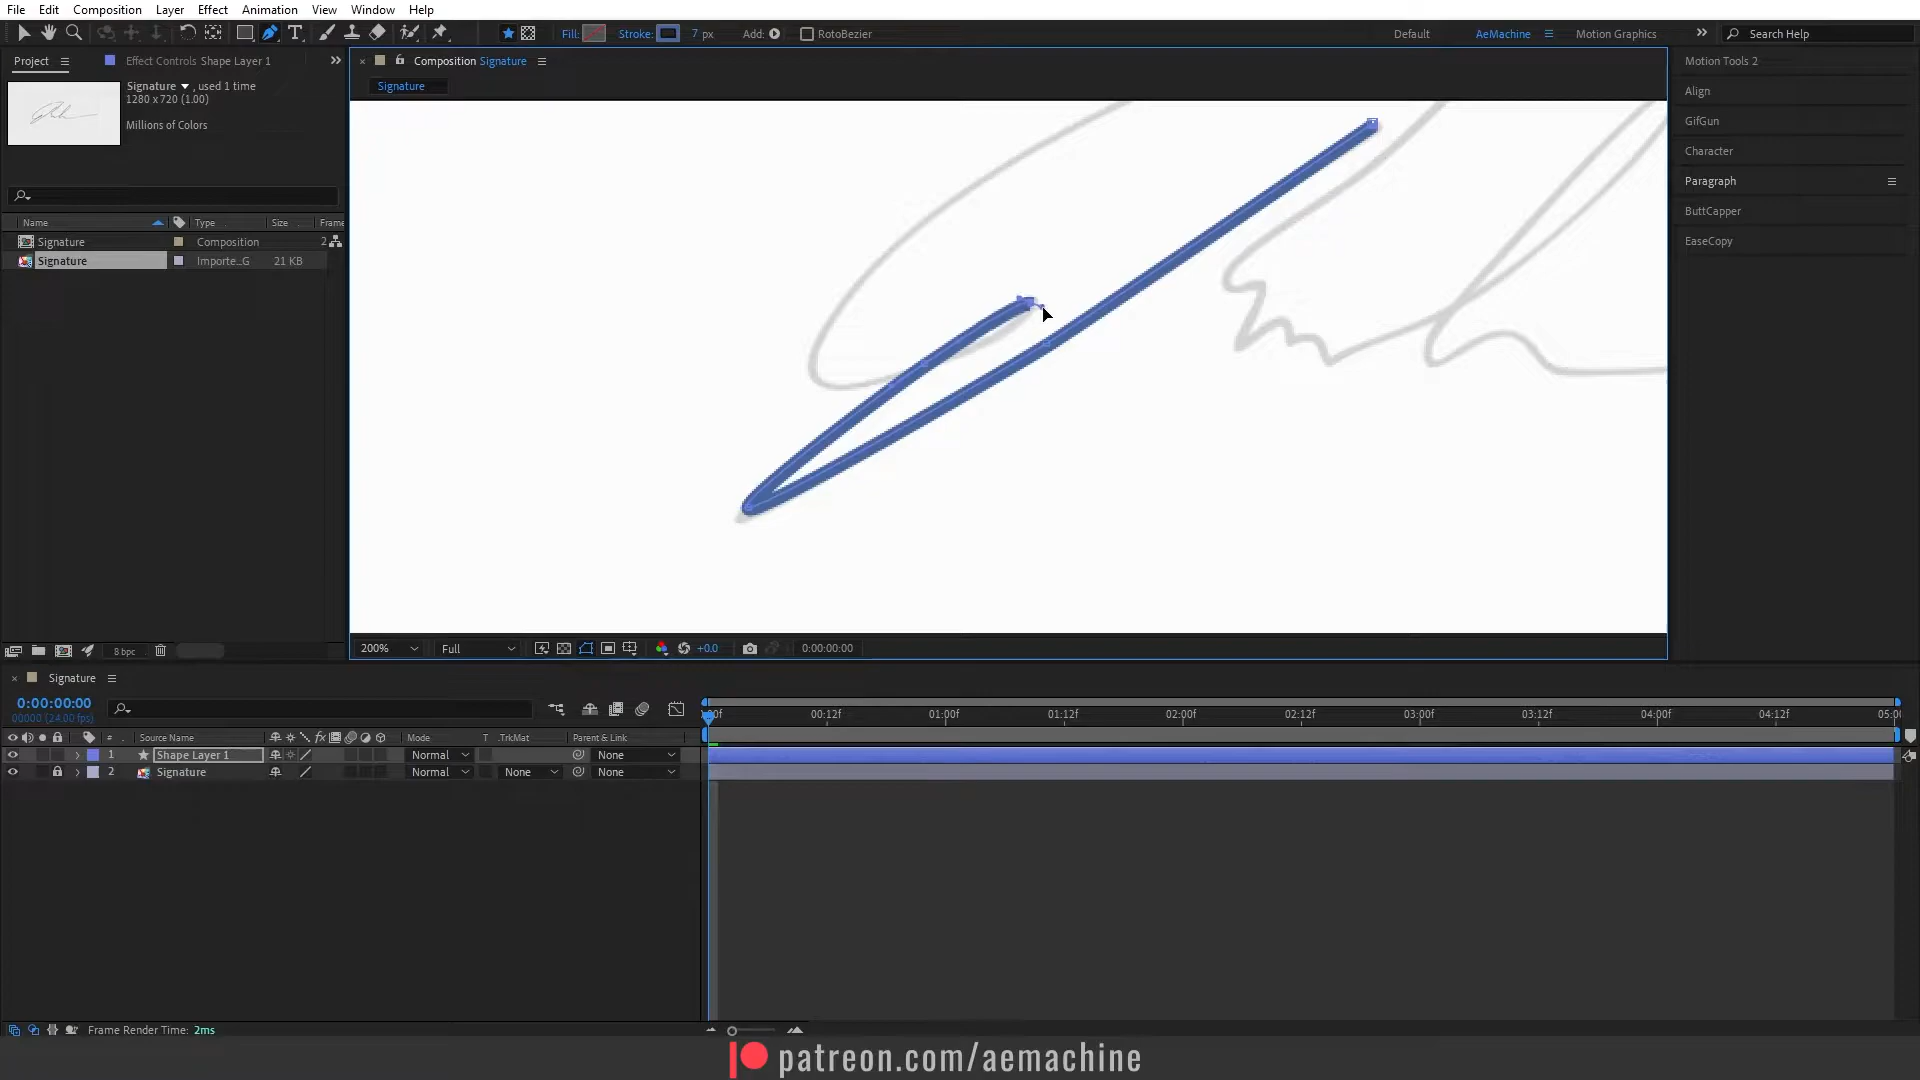 File Edit Composition Layer Effect Animation View Window Help
Fill: Stroke: 7 px Add: RotoBezier Default AeMachine Motion Graphics Search Help
Project Effect Controls Shape Layer 1
Signature , used 1 time
1280 x 720 (1.00)
Millions of Colors
Name Type Size Frame
Signature Composition 2
Signature Importe...G 21 KB
8 bpc
Composition Signature
Signature
200% Full +0.0 0:00:00:00
Motion Tools 2
Align
GifGun
Character
Paragraph
ButtCapper
EaseCopy
Signature
0:00:00:00
00000 (24.00 fps)
00:12f 01:00f 01:12f 02:00f 02:12f 03:00f 03:12f 04:00f 04:12f
# Source Name Mode T .TrkMat Parent & Link
1 Shape Layer 1 Normal None
2 Signature Normal None None
Frame Render Time: 2ms
patreon.com/aemachine